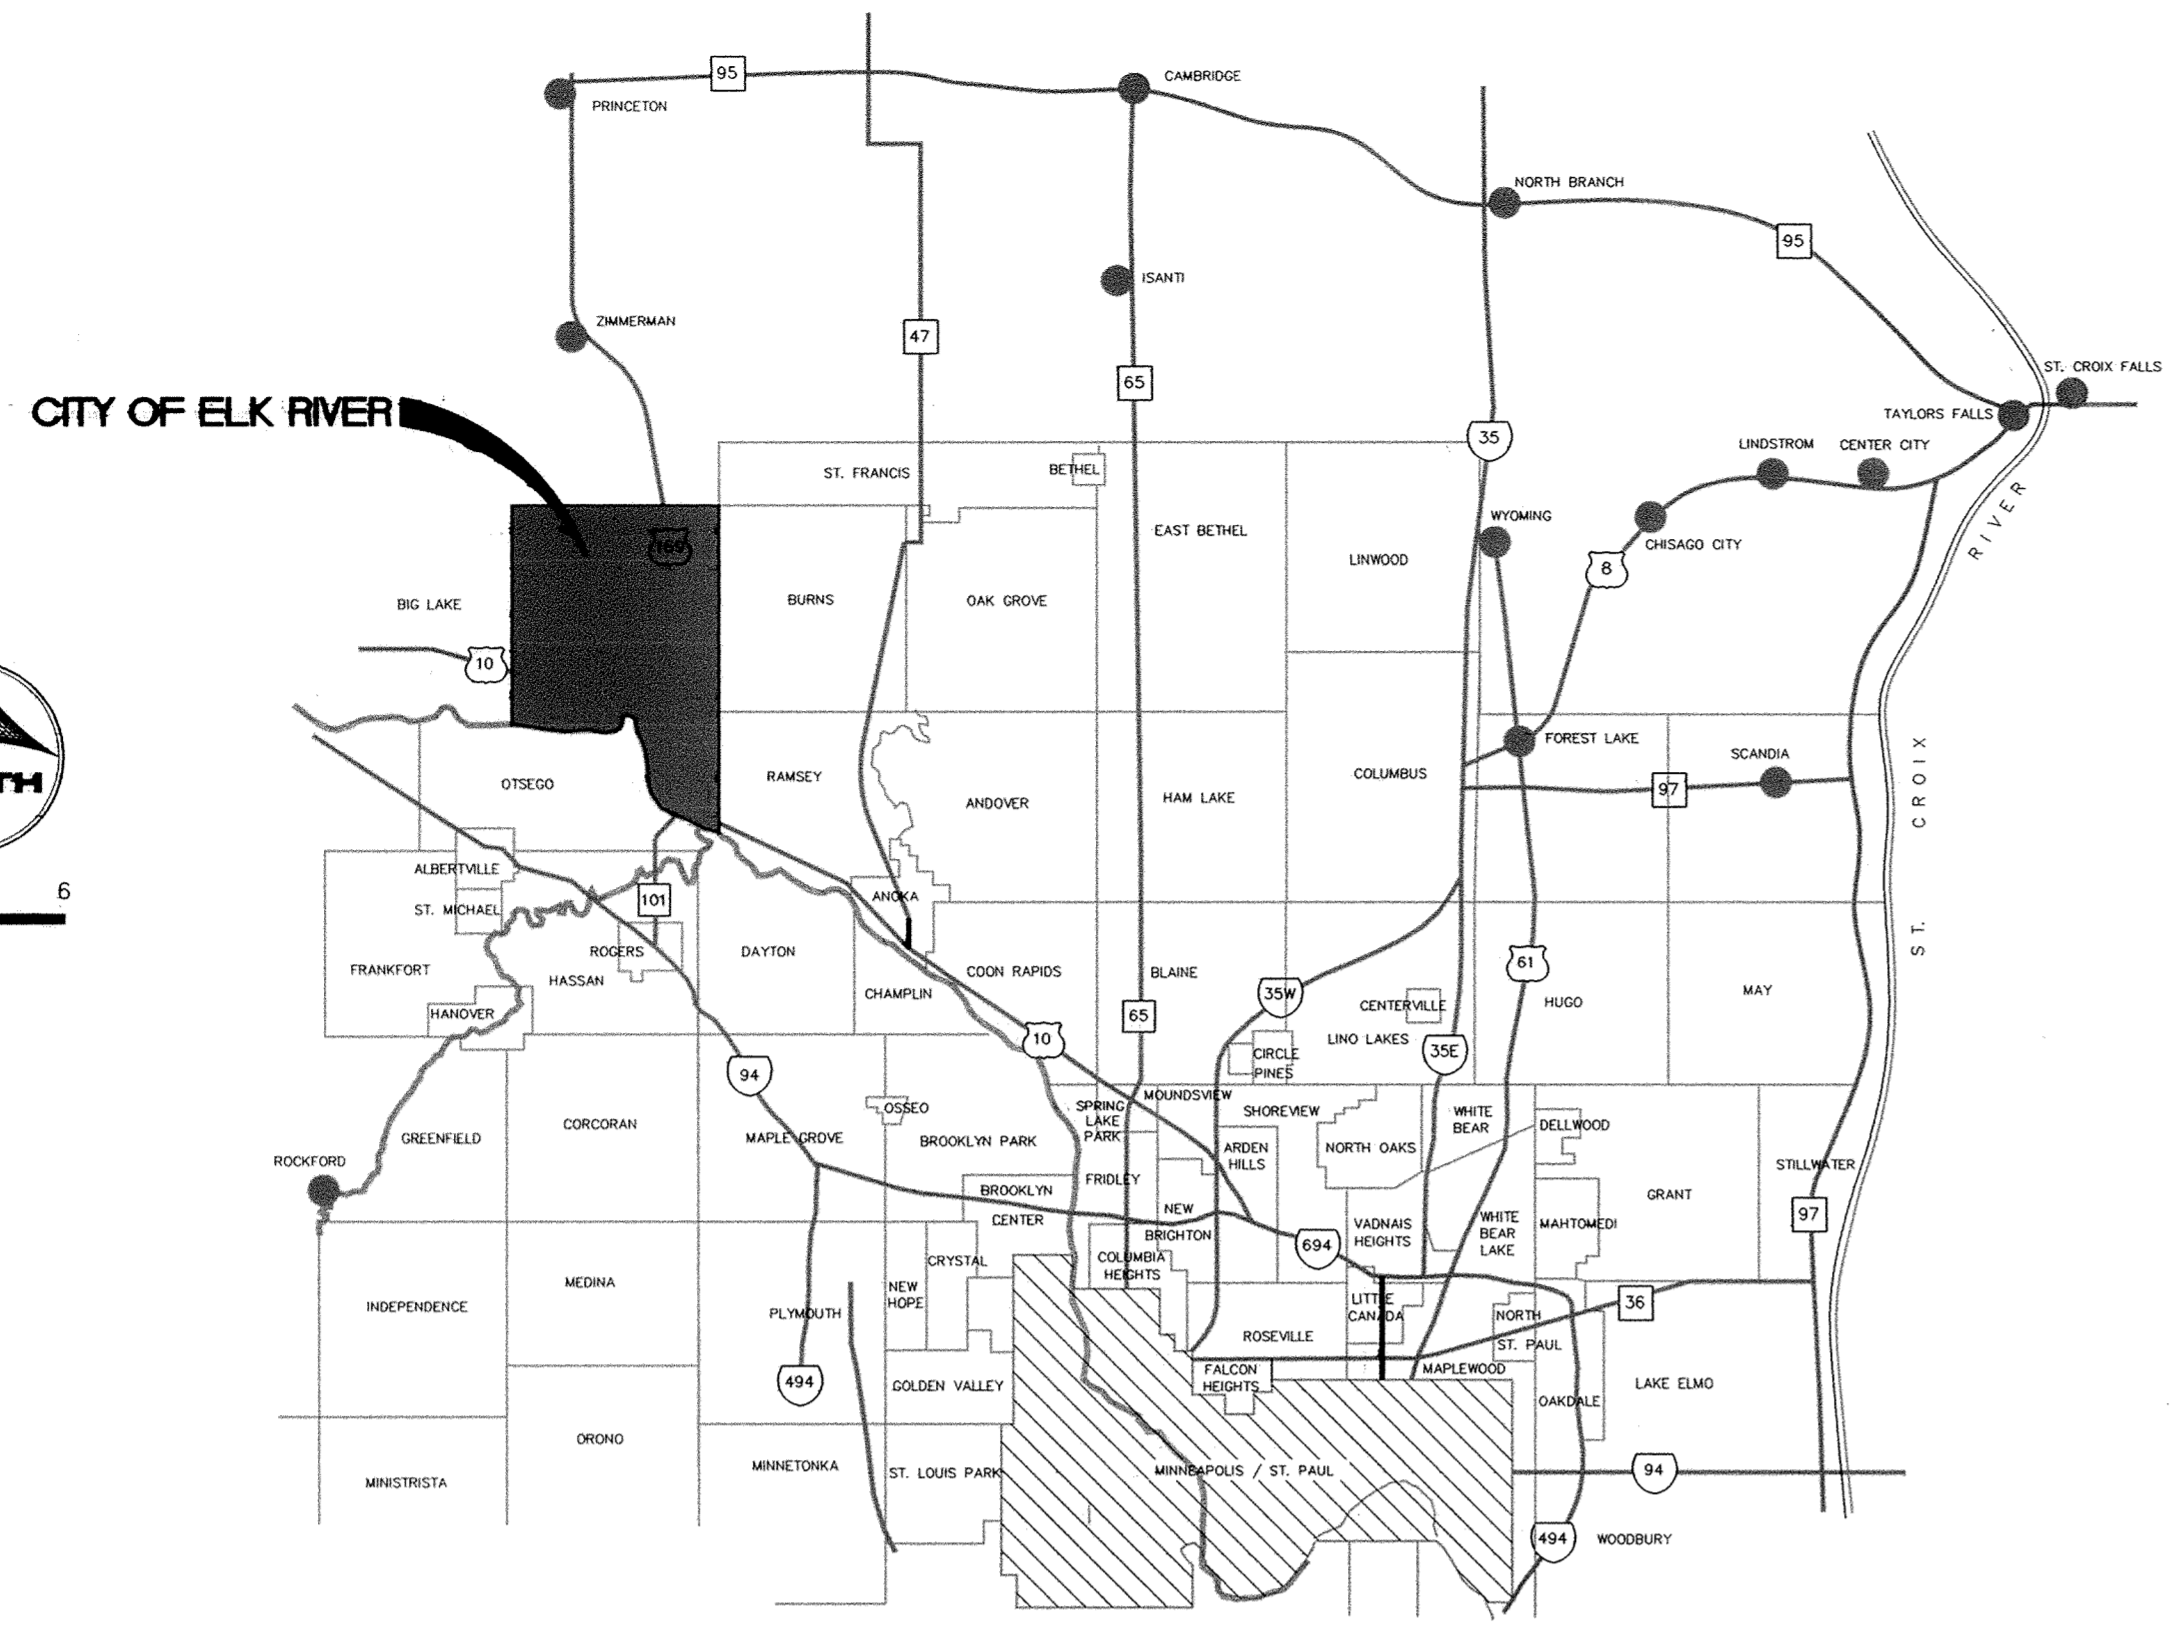 95
CAMBRIDGE
PRINCETON
NORTH BRANCH
95
ISANTI
ZIMMERMAN
47
65
ST. CROIX FALLS
CITY OF ELK RIVER
TAYLORS FALLS
35
LINDSTROM
CENTER CITY
ST. FRANCIS
BETHEL
WYOMING
RIVER
EAST BETHEL
169
CHISAGO CITY
LINWOOD
8
BIG LAKE
BURNS
OAK GROVE
10
FOREST LAKE
SCANDIA
ST. CROIX
COLUMBUS
RAMSEY
OTSEGO
HAM LAKE
ANDOVER
97
TH
ALBERTVILLE
6
ANOKA
101
ST. MICHAEL
ROGERS
DAYTON
61
FRANKFORT
HASSAN
COON RAPIDS
BLAINE
CHAMPLIN
35W
MAY
HUGO
CENTERVILLE
HANOVER
65
10
LINO LAKES
35E
CIRCLE
PINES
94
MOUNDSVIEW
OSSEO
SPRING
LAKE
PARK
SHOREVIEW
WHITE
BEAR
CORCORAN
DELLWOOD
GREENFIELD
MAPLE GROVE
BROOKLYN PARK
ARDEN
HILLS
NORTH OAKS
ROCKFORD
STILLWATER
FRIDLEY
BROOKLYN
CENTER
GRANT
NEW
BRIGHTON
97
VADNAIS
HEIGHTS
WHITE
BEAR
LAKE
MAHTOMEDI
694
CRYSTAL
COLUMBIA
HEIGHTS
MEDINA
NEW
HOPE
INDEPENDENCE
PLYMOUTH
LITTLE
CANADA
36
NORTH
ST. PAUL
ROSEVILLE
FALCON
HEIGHTS
MAPLEWOOD
494
GOLDEN VALLEY
LAKE ELMO
OAKDALE
ORONO
MINNETONKA
ST. LOUIS PARK
MINNEAPOLIS / ST. PAUL
94
MINISTRISTA
494
WOODBURY